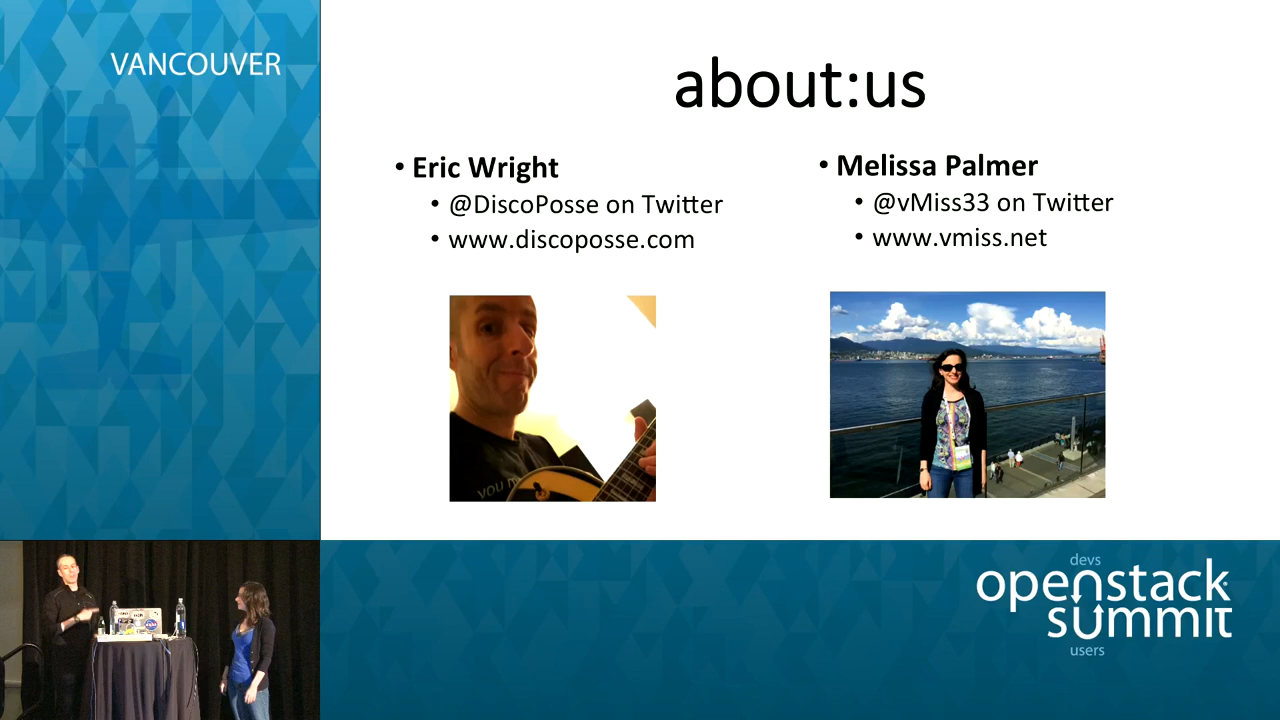 VANCOUVER
about:us
• Eric Wright
• @DiscoPosse on Twitter
• www.discoposse.com
• Melissa Palmer
• @vMiss33 on Twitter
• www.vmiss.net
devs
openstack
summit
users